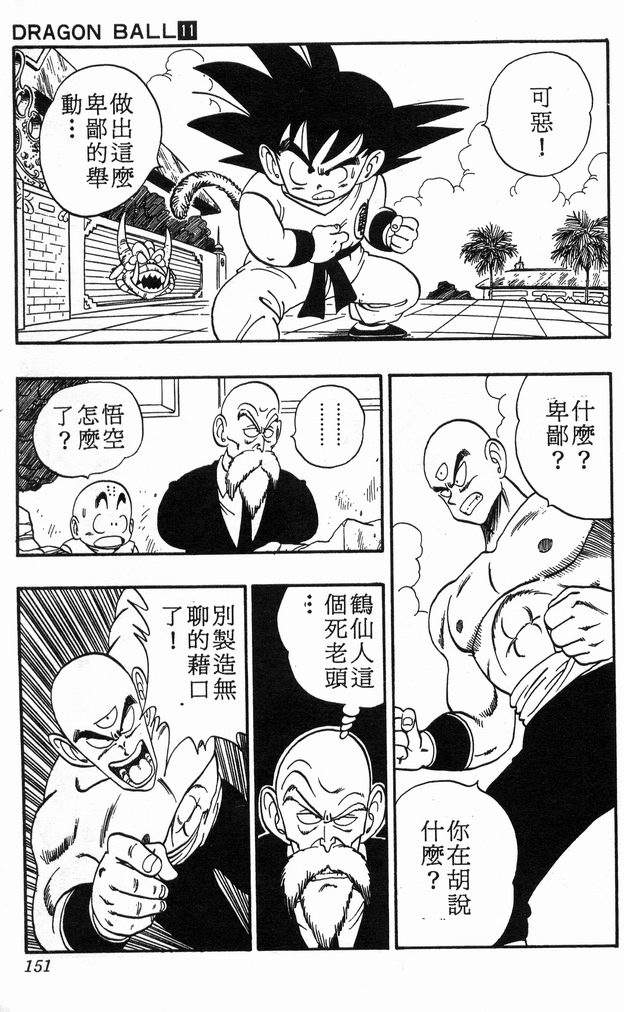 DRAGON BALL 11
可惡！
做出這麼
卑鄙的舉
動…
什麼？
卑鄙？
你在胡說
什麼？
……
悟空
怎麼
了？
鶴仙人這
個死老頭
…
別製造無
聊的藉口
了！
151